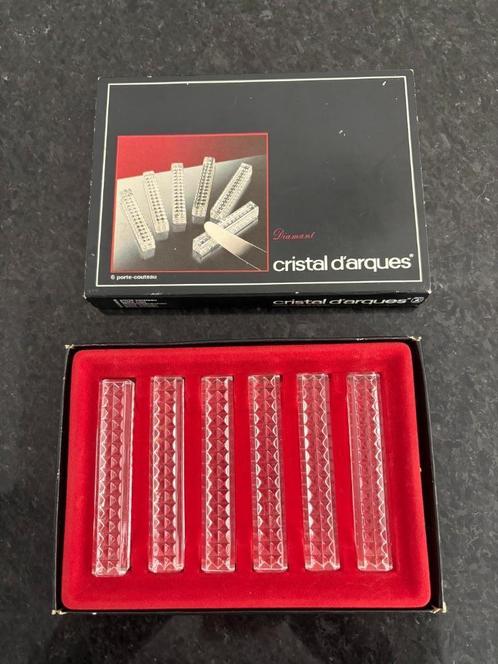 Diamant
cristal d'arques®
6 porte-couteau
cristal d'arques®